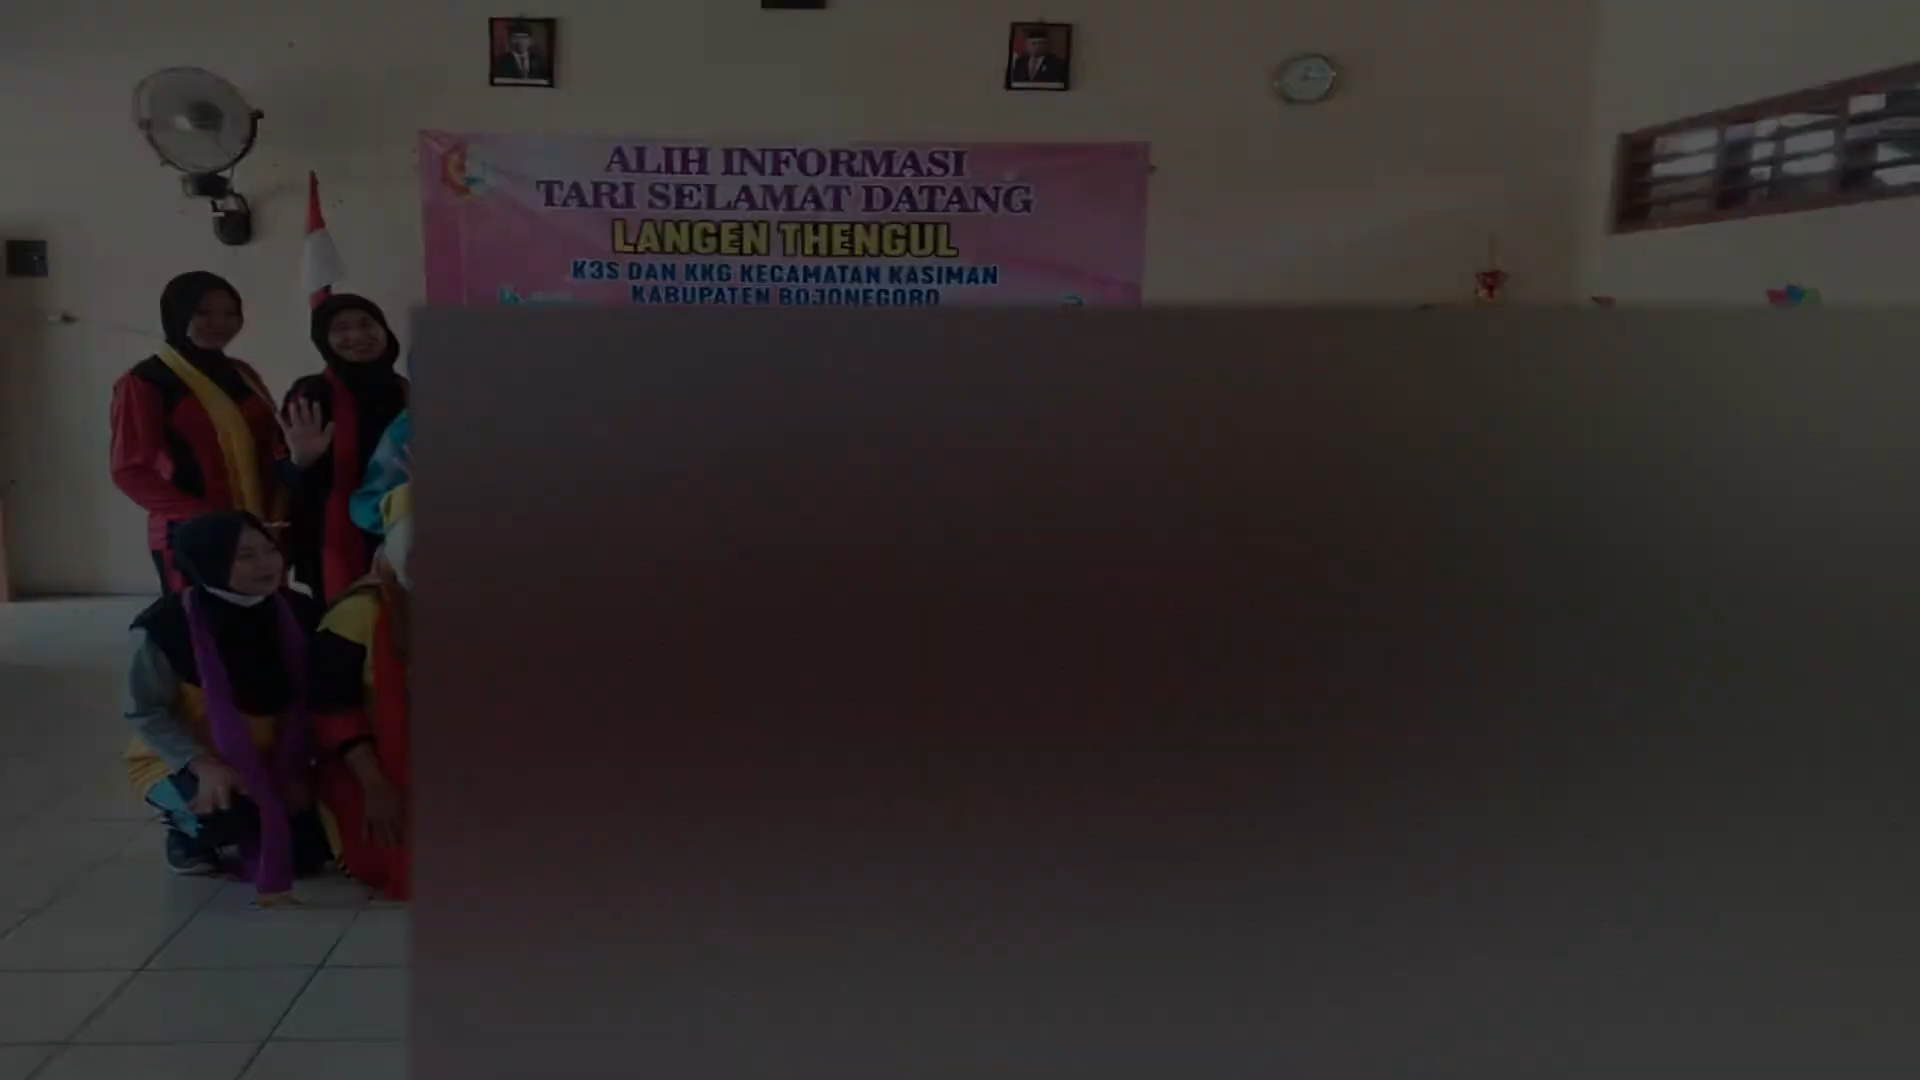 ALIH INFORMASI
TARI SELAMAT DATANG
LANGEN THENGUL
K3S DAN KKG KECAMATAN KASIMAN
KABUPATEN BOJONEGORO